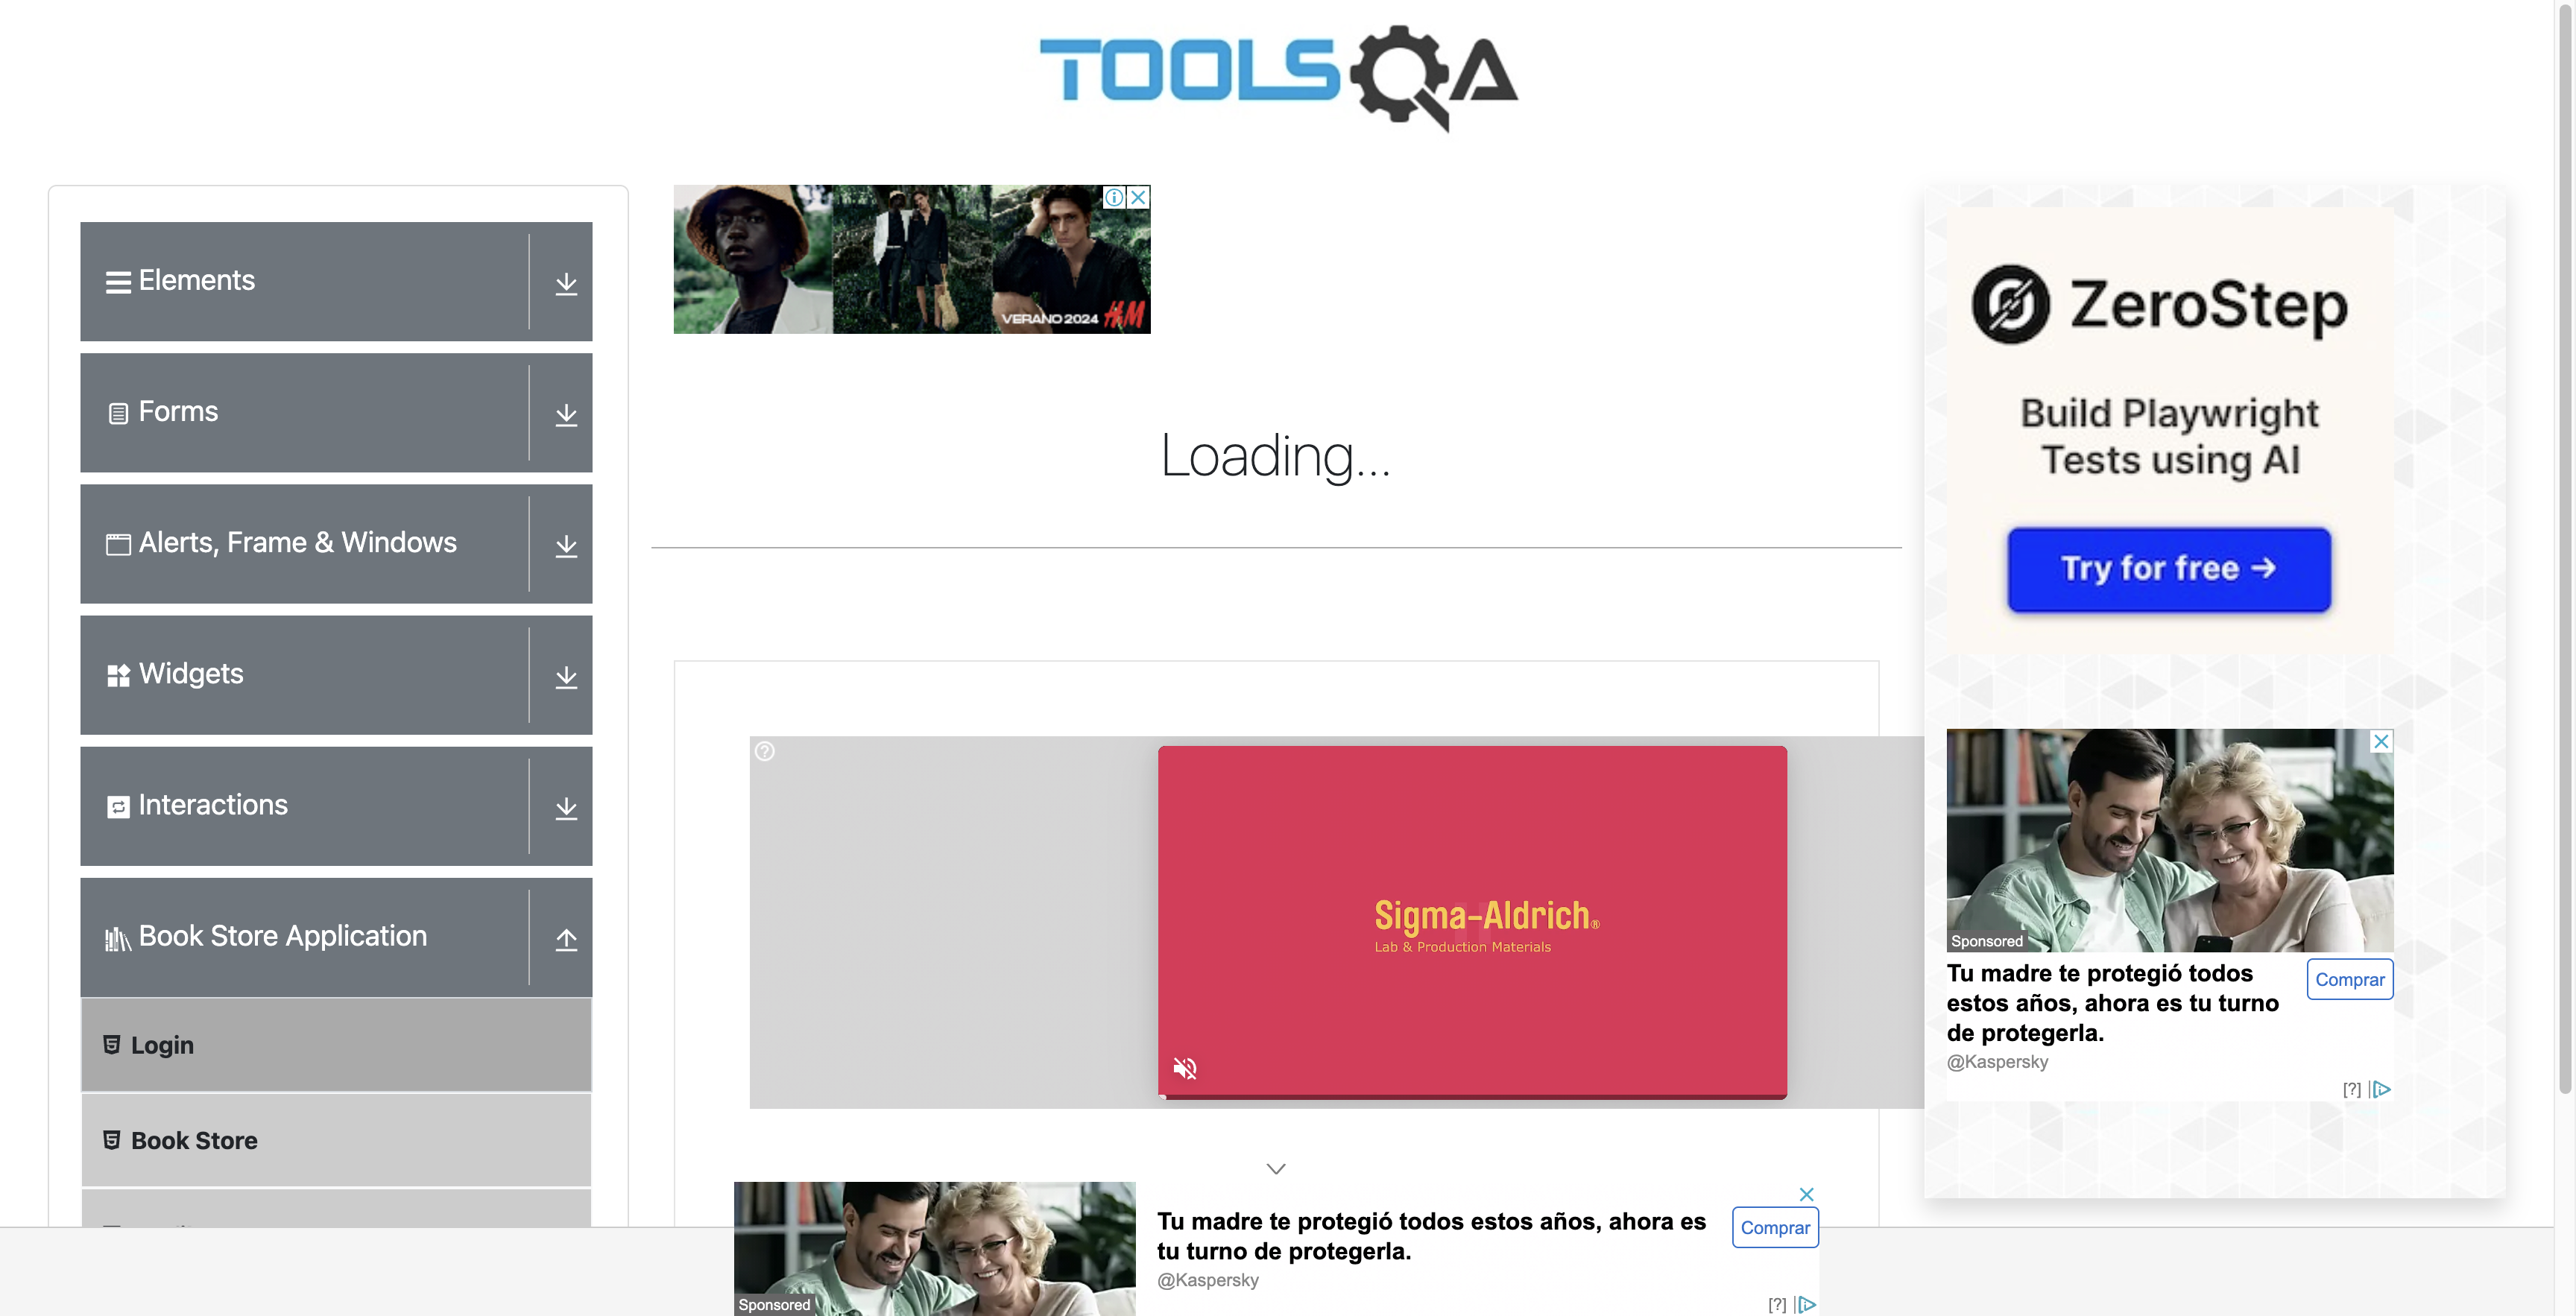 TOOLSQA
Elements
Forms
Alerts, Frame & Windows
Widgets
Interactions
Book Store Application
Login
Book Store
VERANO 2024 H&M
Loading...
Sigma-Aldrich®
Lab & Production Materials
Tu madre te protegió todos estos años, ahora es
tu turno de protegerla.
@Kaspersky
Comprar
Sponsored
[?]
ZeroStep
Build Playwright
Tests using AI
Try for free →
Sponsored
Tu madre te protegió todos
estos años, ahora es tu turno
de protegerla.
Comprar
@Kaspersky
[?]